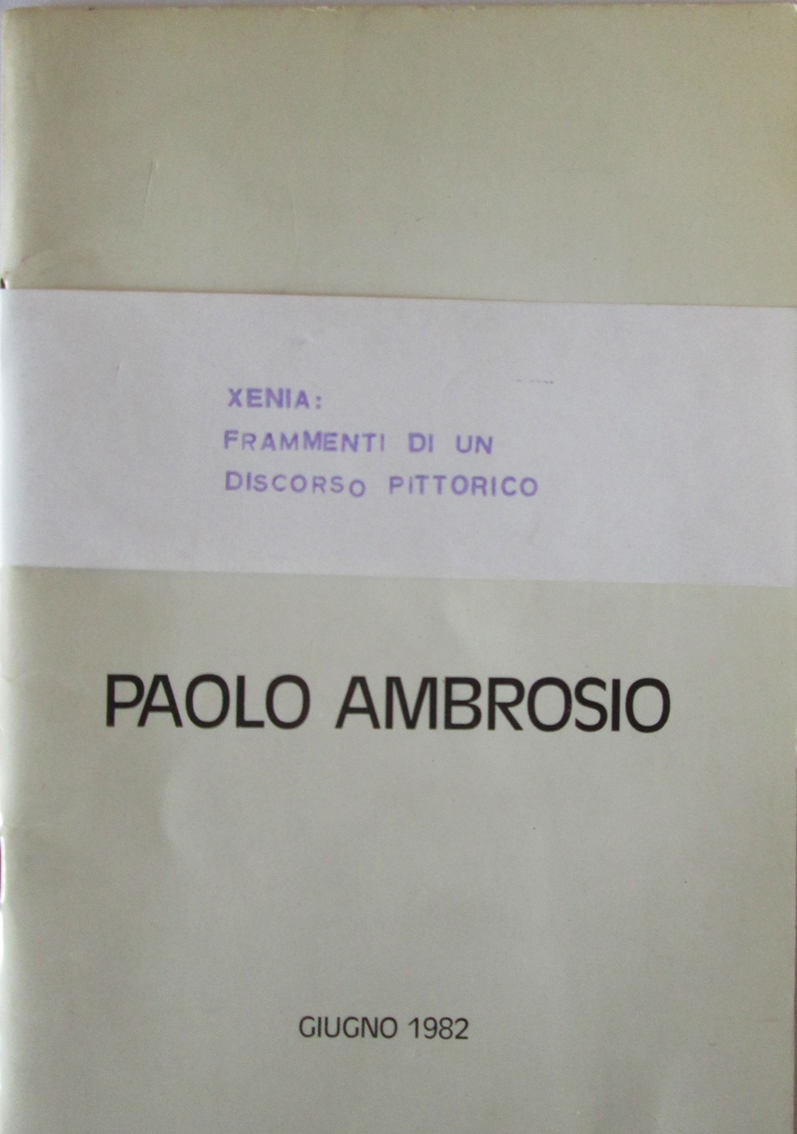 XENIA:
FRAMMENTI DI UN
DISCORSO PITTORICO
PAOLO AMBROSIO
GIUGNO 1982